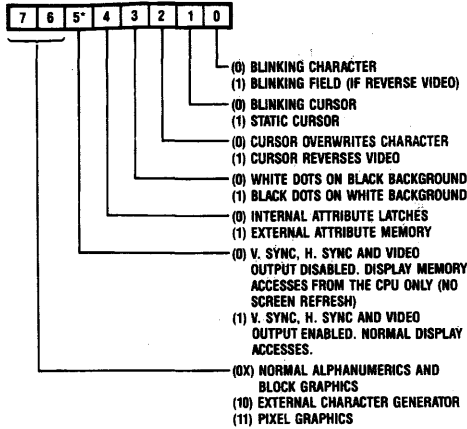 7 6 5* 4 3 2 1 0
(0) BLINKING CHARACTER
(1) BLINKING FIELD (IF REVERSE VIDEO)
(0) BLINKING CURSOR
(1) STATIC CURSOR
(0) CURSOR OVERWRITES CHARACTER
(1) CURSOR REVERSES VIDEO
(0) WHITE DOTS ON BLACK BACKGROUND
(1) BLACK DOTS ON WHITE BACKGROUND
(0) INTERNAL ATTRIBUTE LATCHES
(1) EXTERNAL ATTRIBUTE MEMORY
(0) V. SYNC, H. SYNC AND VIDEO
OUTPUT DISABLED. DISPLAY MEMORY
ACCESSES FROM THE CPU ONLY (NO
SCREEN REFRESH)
(1) V. SYNC, H. SYNC AND VIDEO
OUTPUT ENABLED. NORMAL DISPLAY
ACCESSES.
(0X) NORMAL ALPHANUMERICS AND
BLOCK GRAPHICS
(10) EXTERNAL CHARACTER GENERATOR
(11) PIXEL GRAPHICS